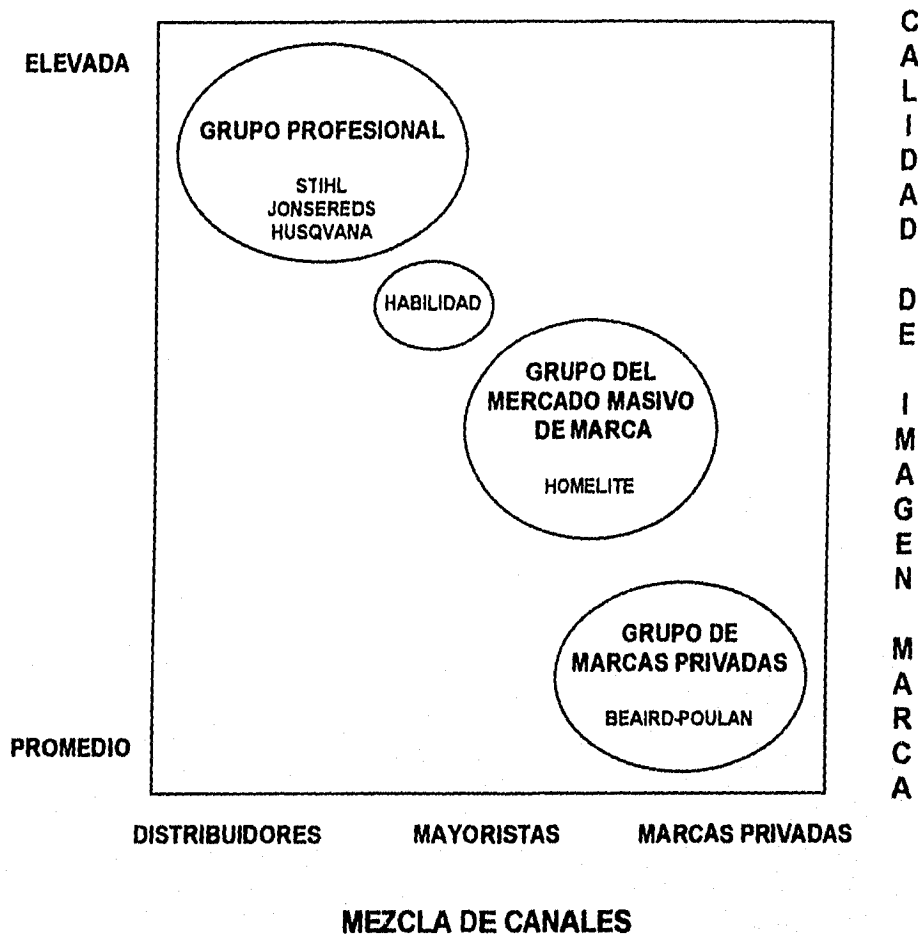 ELEVADA
GRUPO PROFESIONAL
STIHL
JONSEREDS
HUSQVANA
HABILIDAD
GRUPO DEL
MERCADO MASIVO
DE MARCA
HOMELITE
GRUPO DE
MARCAS PRIVADAS
BEAIRD-POULAN
PROMEDIO
DISTRIBUIDORES MAYORISTAS MARCAS PRIVADAS
MEZCLA DE CANALES
CALIDAD DE IMAGEN MARCA